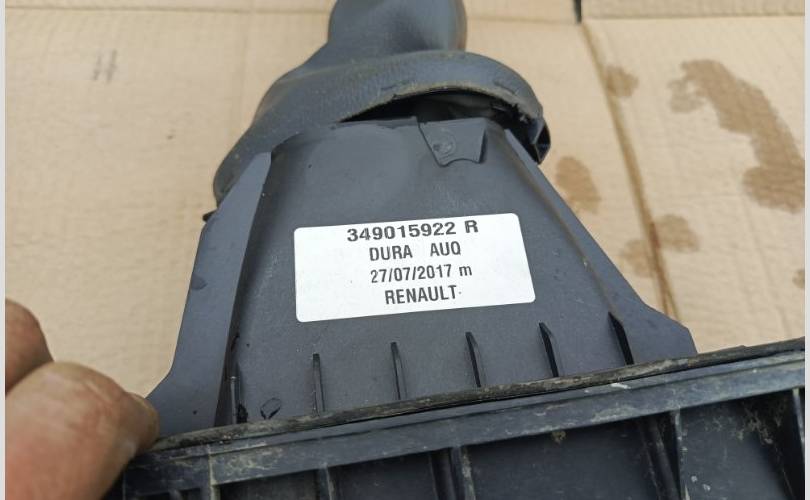 349015922 R
DURA AUQ
27/07/2017 m
RENAULT